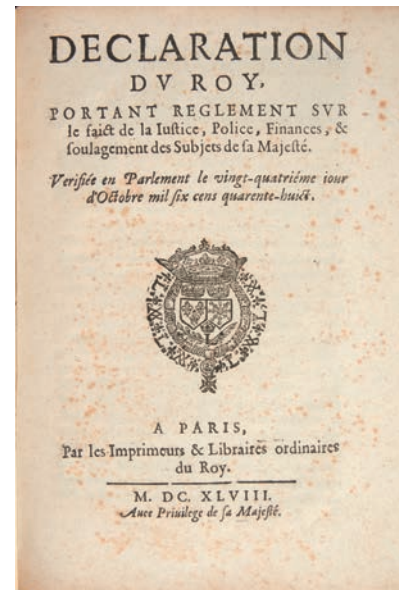 DECLARATION
DV ROY,
PORTANT REGLEMENT SVR
le faict de la Iuſtice, Police, Finances, &
ſoulagement des Subjets de ſa Majeſté.
Verifiée en Parlement le vingt-quatriéme iour
d'Octobre mil ſix cens quarente-huict.
A PARIS,
Par les Imprimeurs & Libraires ordinaires
du Roy.
M. DC. XLVIII.
Auec Priuilege de ſa Majeſté.